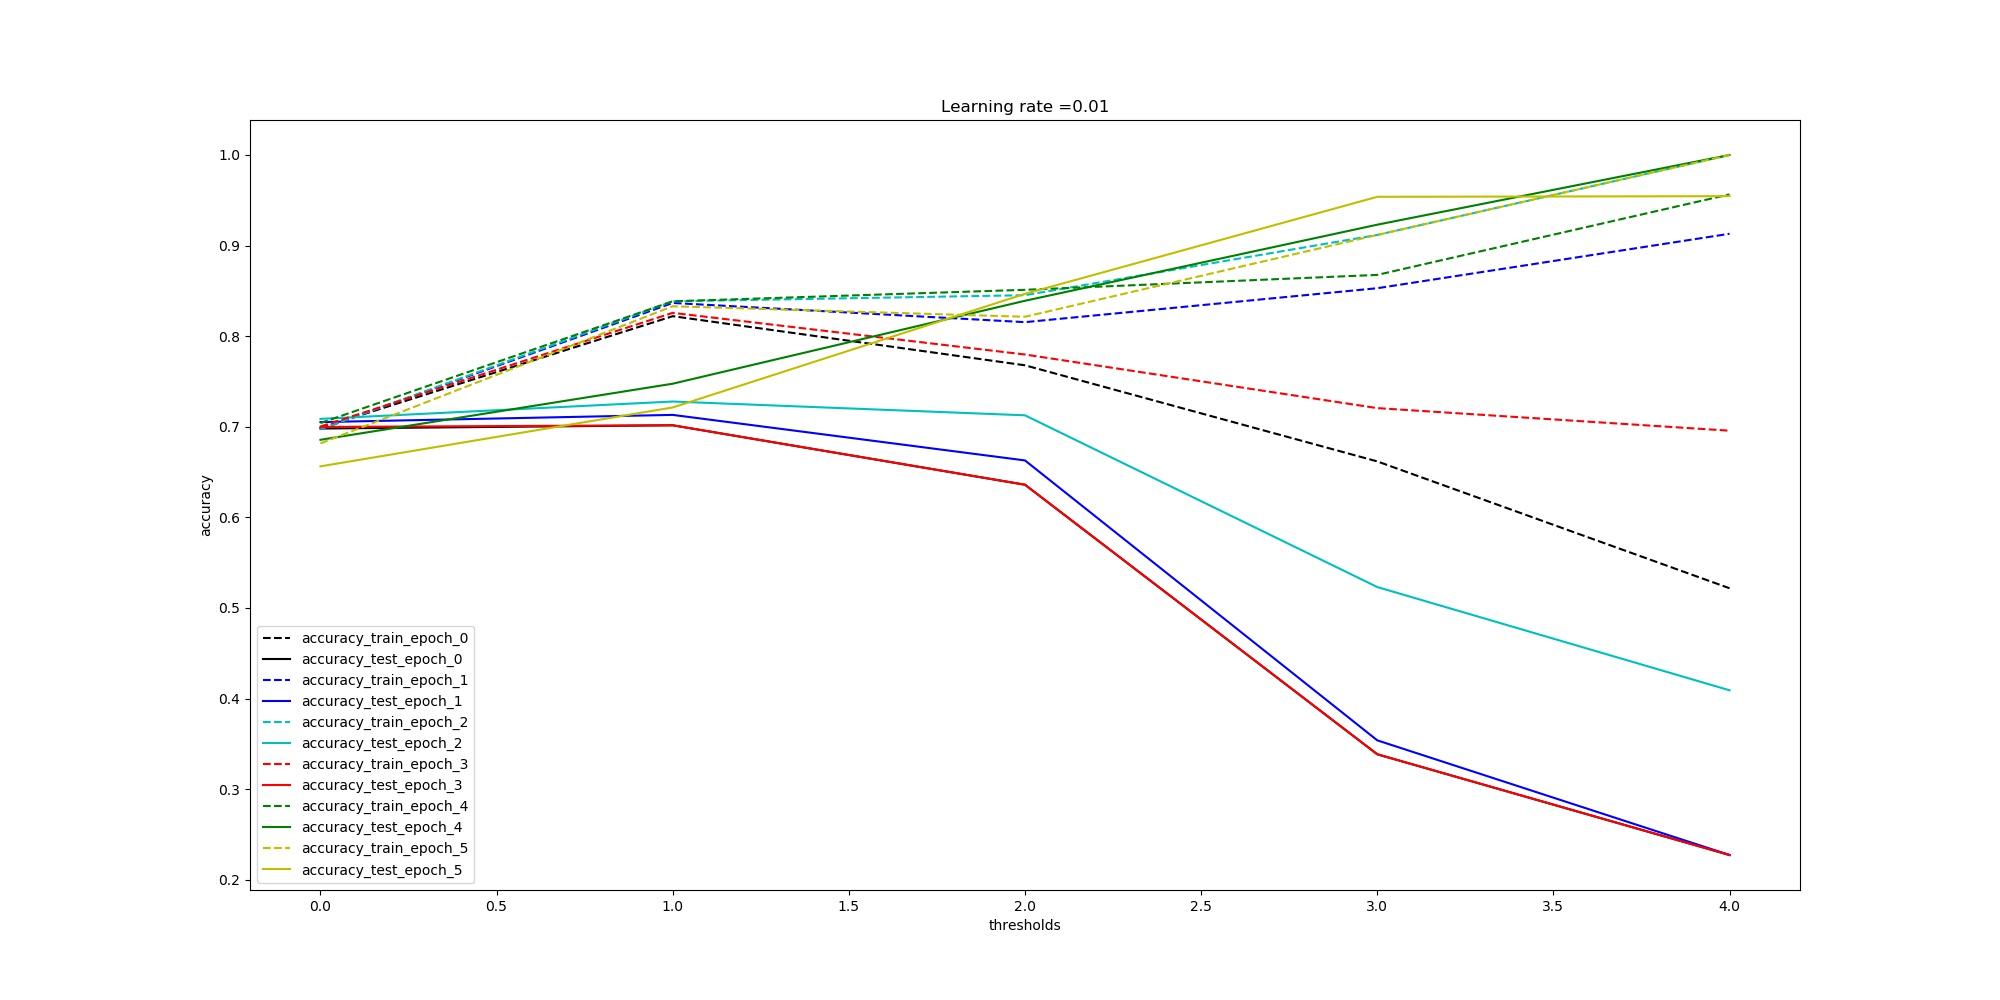 Learning rate =0.01
1.0
0.9
0.8
0.7
0.6
0.5
0.4
0.3
0.2
accuracy
accuracy_train_epoch_0
accuracy_test_epoch_0
accuracy_train_epoch_1
accuracy_test_epoch_1
accuracy_train_epoch_2
accuracy_test_epoch_2
accuracy_train_epoch_3
accuracy_test_epoch_3
accuracy_train_epoch_4
accuracy_test_epoch_4
accuracy_train_epoch_5
accuracy_test_epoch_5
0.0 0.5 1.0 1.5 2.0 2.5 3.0 3.5 4.0
thresholds